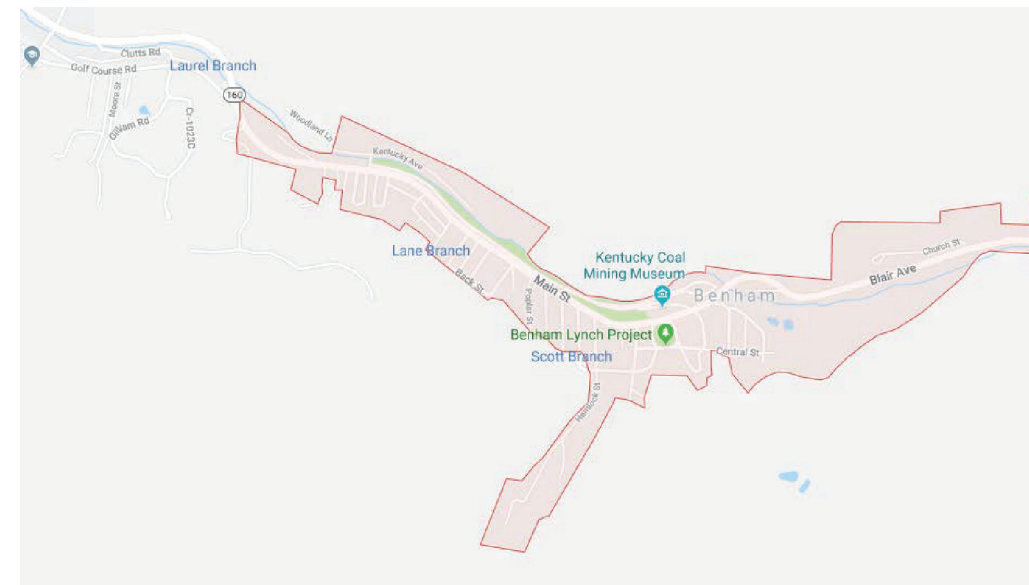 Clutts Rd
Golf Course Rd
Laurel Branch
160
Moore St
Gilliam Rd
Cr-1023C
Woodland Ln
Kentucky Ave
Lane Branch
Back St
Main St
Poplar St
Kentucky Coal
Mining Museum
Benham
Blair Ave
Church St
Benham Lynch Project
Scott Branch
Central St